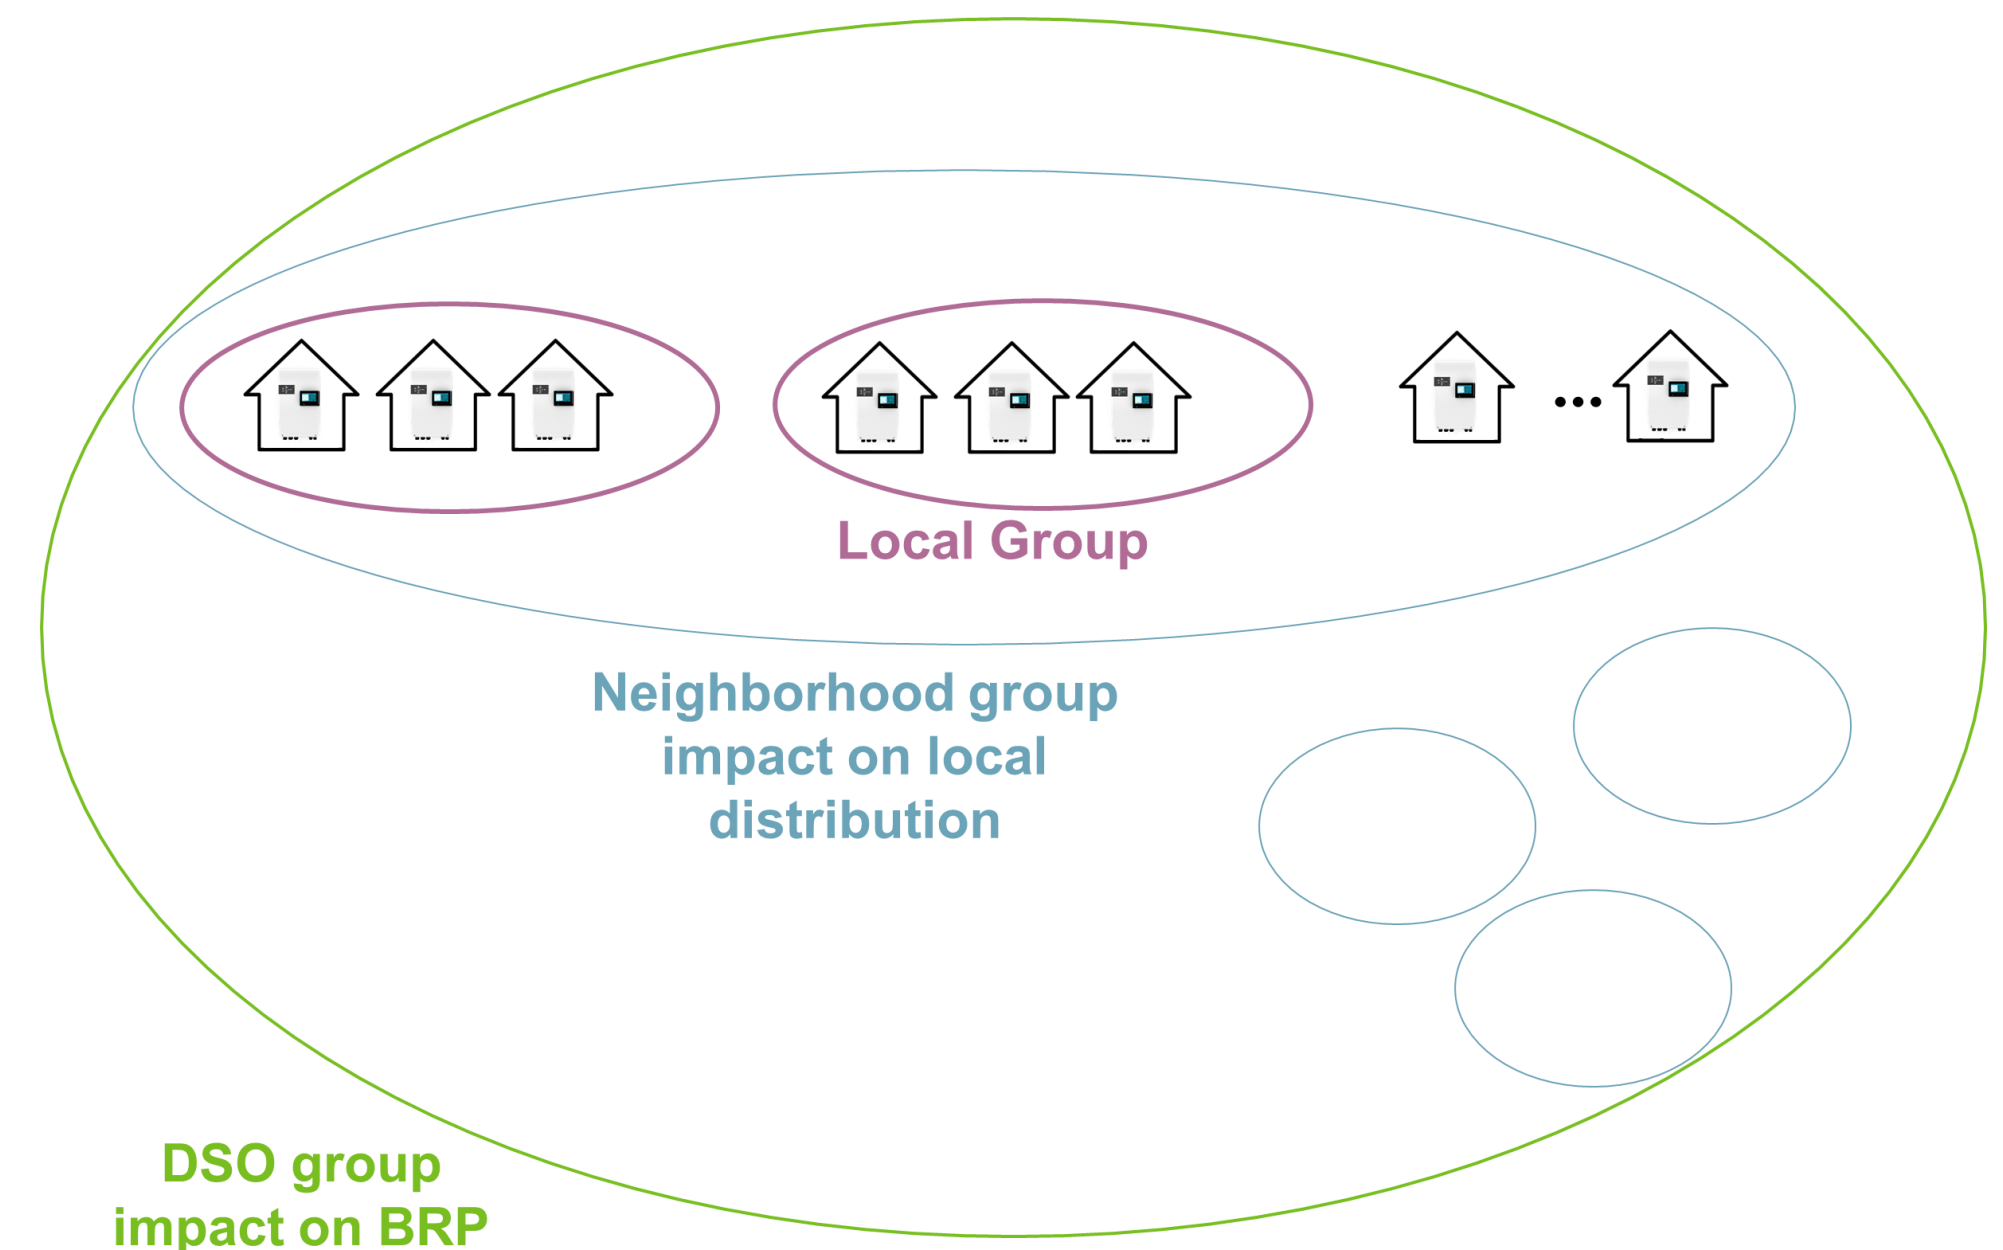 Local Group
Neighborhood group
impact on local
distribution
DSO group
impact on BRP